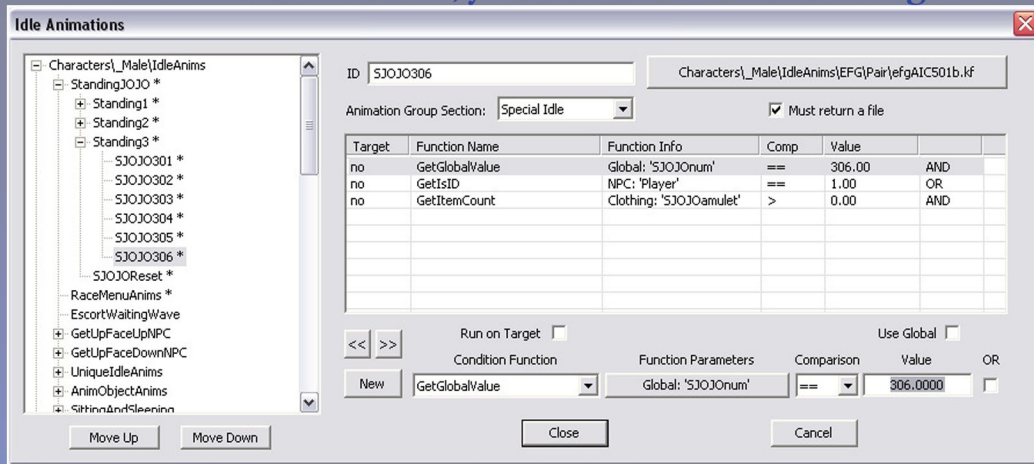 Idle Animations
Characters\_Male\IdleAnims
StandingJOJO *
Standing1 *
Standing2 *
Standing3 *
SJOJO301 *
SJOJO302 *
SJOJO303 *
SJOJO304 *
SJOJO305 *
SJOJO306 *
SJOJOReset *
RaceMenuAnims *
EscortWaitingWave
GetUpFaceUpNPC
GetUpFaceDownNPC
UniqueIdleAnims
AnimObjectAnims
SittingAndSleeping
Move Up Move Down
ID SJOJO306 Characters\_Male\IdleAnims\EFG\Pair\efgAIC501b.kf
Animation Group Section: Special Idle Must return a file
Target Function Name Function Info Comp Value
no GetGlobalValue Global: 'SJOJOnum' == 306.00 AND
no GetIsID NPC: 'Player' == 1.00 OR
no GetItemCount Clothing: 'SJOJOamulet' > 0.00 AND
<< >> Run on Target Use Global
Condition Function Function Parameters Comparison Value OR
New GetGlobalValue Global: 'SJOJOnum' == 306.0000
Close Cancel